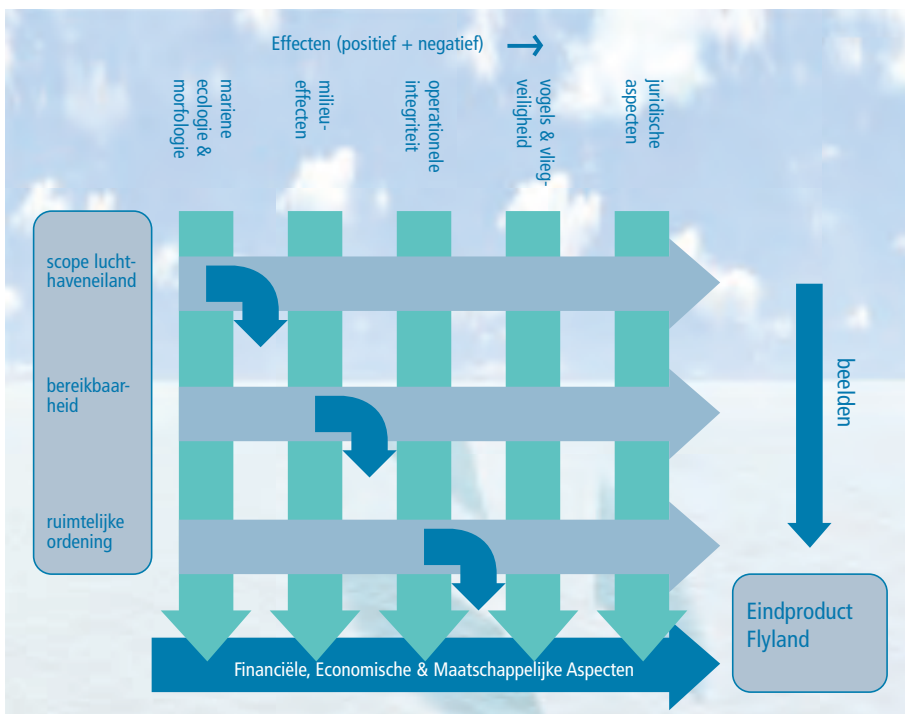 Effecten (positief + negatief)
mariene
ecologie &
morfologie
milieu-
effecten
operationele
integriteit
vogels & vlieg-
veiligheid
juridische
aspecten
scope lucht-
haveneiland
bereikbaar-
heid
ruimtelijke
ordening
beelden
Eindproduct
Flyland
Financiële, Economische & Maatschappelijke Aspecten